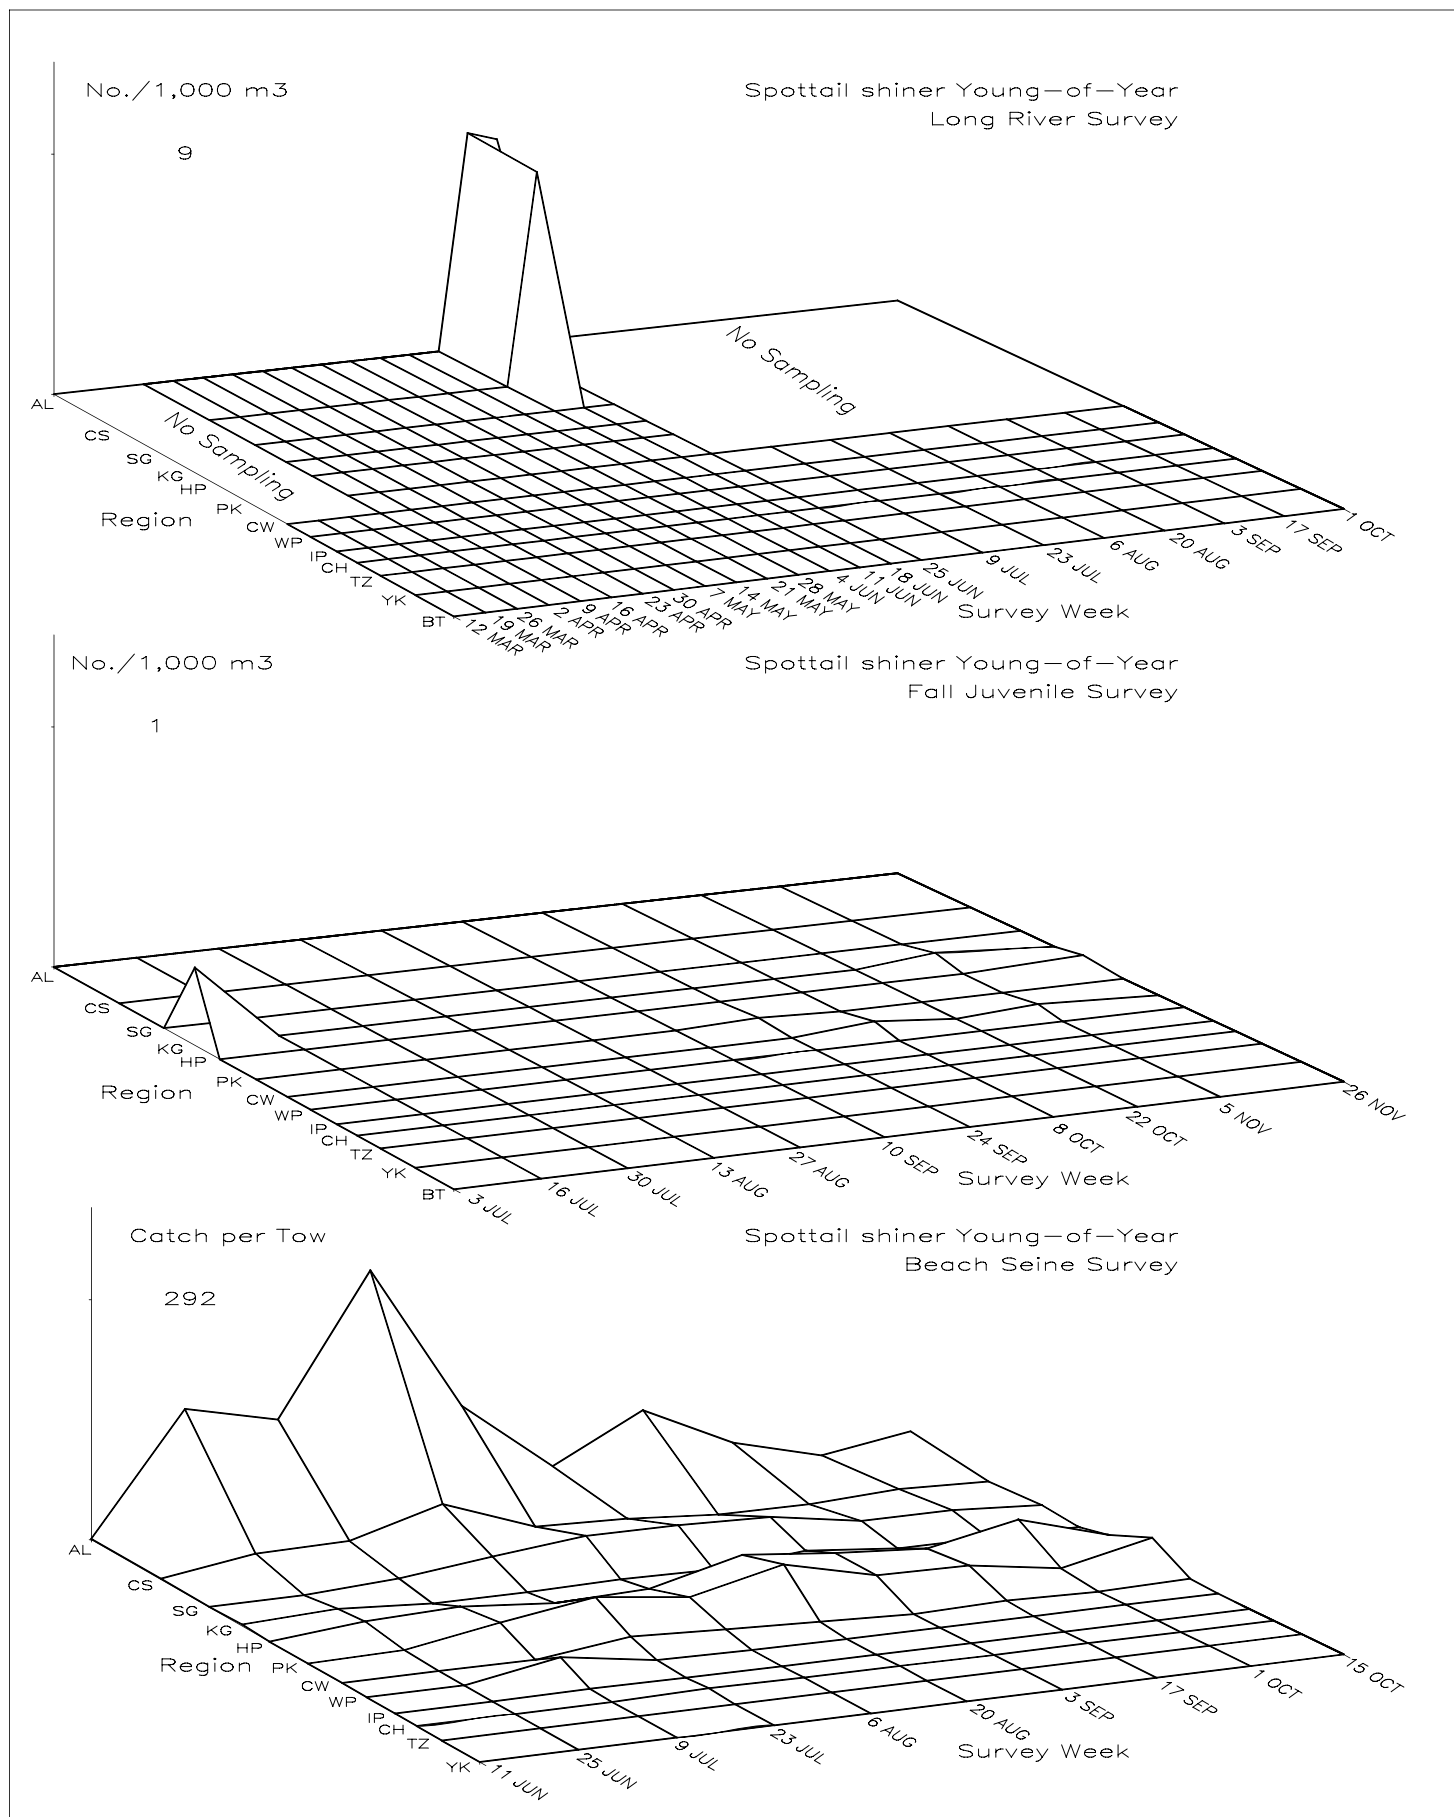 No./1,000 m3
Spottail shiner Young-of-Year
Long River Survey
9
No Sampling
AL
CS
SG
KG
HP
PK
CW
WP
IP
CH
TZ
YK
BT
No Sampling
Region
12 MAR
19 MAR
26 MAR
2 APR
9 APR
16 APR
23 APR
30 APR
7 MAY
14 MAY
21 MAY
28 MAY
4 JUN
11 JUN
18 JUN
25 JUN
9 JUL
23 JUL
6 AUG
20 AUG
3 SEP
17 SEP
1 OCT
Survey Week
No./1,000 m3
Spottail shiner Young-of-Year
Fall Juvenile Survey
1
AL
CS
SG
KG
HP
PK
CW
WP
IP
CH
TZ
YK
BT
Region
3 JUL
16 JUL
30 JUL
13 AUG
27 AUG
10 SEP
24 SEP
8 OCT
22 OCT
5 NOV
26 NOV
Survey Week
Catch per Tow
Spottail shiner Young-of-Year
Beach Seine Survey
292
AL
CS
SG
KG
HP
PK
CW
WP
IP
CH
TZ
YK
Region
11 JUN
25 JUN
9 JUL
23 JUL
6 AUG
20 AUG
3 SEP
17 SEP
1 OCT
15 OCT
Survey Week